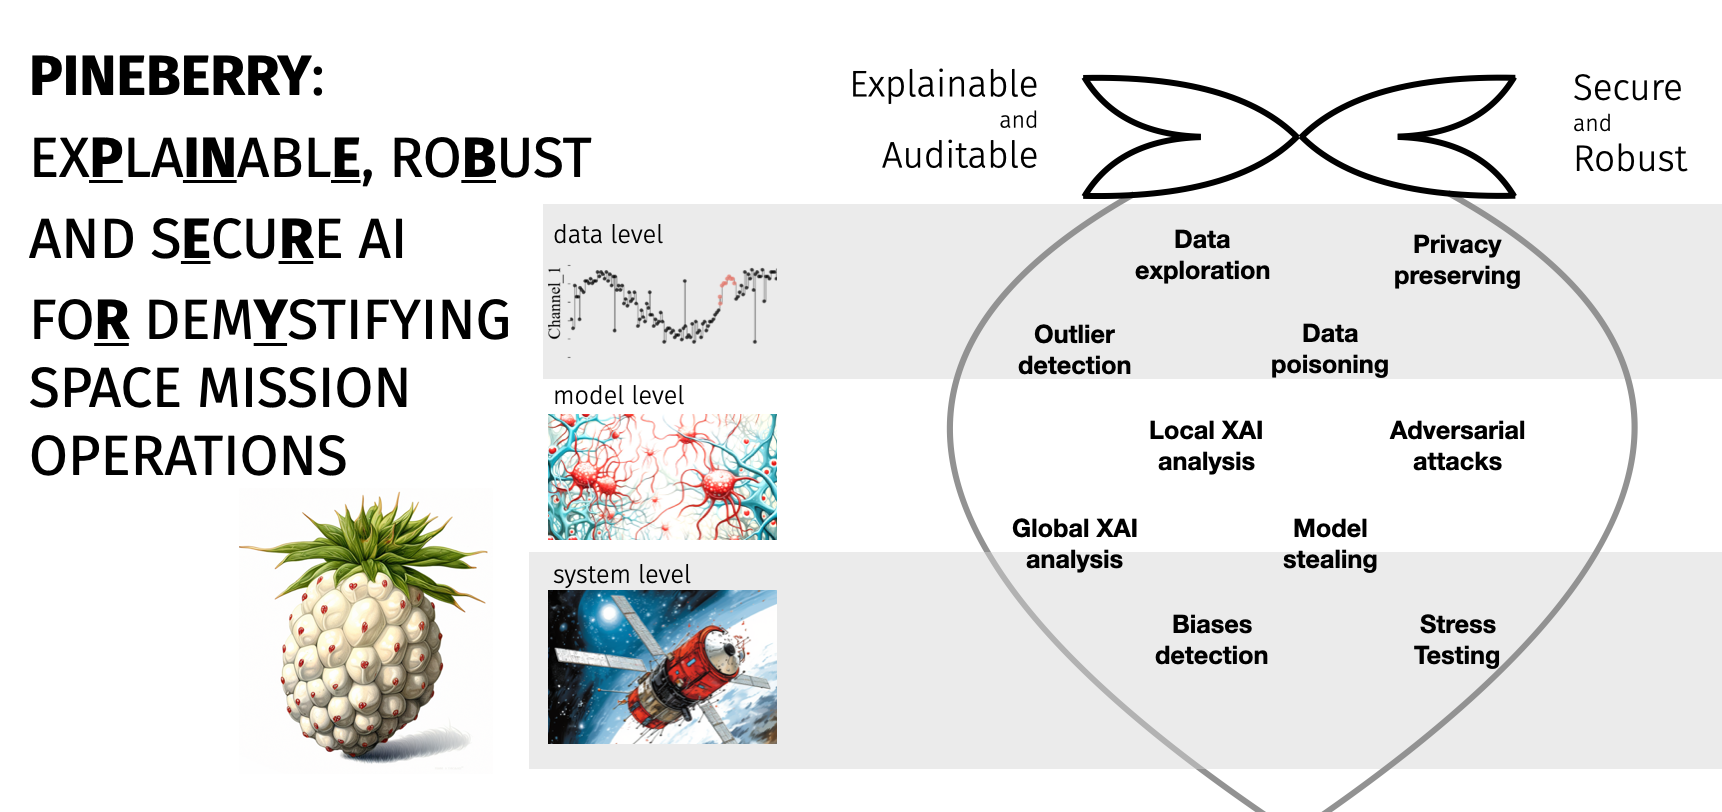 PINEBERRY:
EXPLAINABLE, ROBUST
AND SECURE AI
FOR DEMYSTIFYING
SPACE MISSION
OPERATIONS
Explainable
and
Auditable
Secure
and
Robust
data level
Channel_1
Data
exploration
Privacy
preserving
Outlier
detection
Data
poisoning
model level
Local XAI
analysis
Adversarial
attacks
Global XAI
analysis
Model
stealing
system level
Biases
detection
Stress
Testing